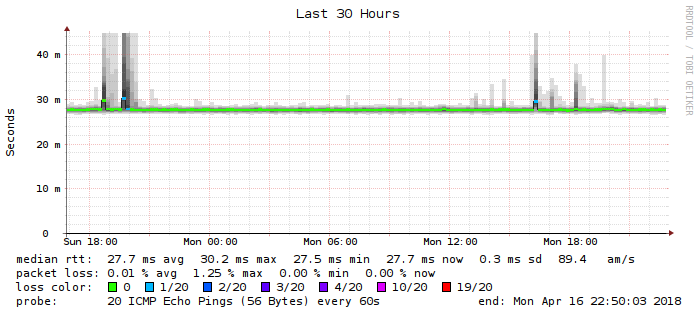 Last 30 Hours
RRDTOOL / TOBI OETIKER
Seconds
40 m
30 m
20 m
10 m
0
Sun 18:00 Mon 00:00 Mon 06:00 Mon 12:00 Mon 18:00
median rtt: 27.7 ms avg 30.2 ms max 27.5 ms min 27.7 ms now 0.3 ms sd 89.4 am/s
packet loss: 0.01 % avg 1.25 % max 0.00 % min 0.00 % now
loss color: 0 1/20 2/20 3/20 4/20 10/20 19/20
probe: 20 ICMP Echo Pings (56 Bytes) every 60s end: Mon Apr 16 22:50:03 2018